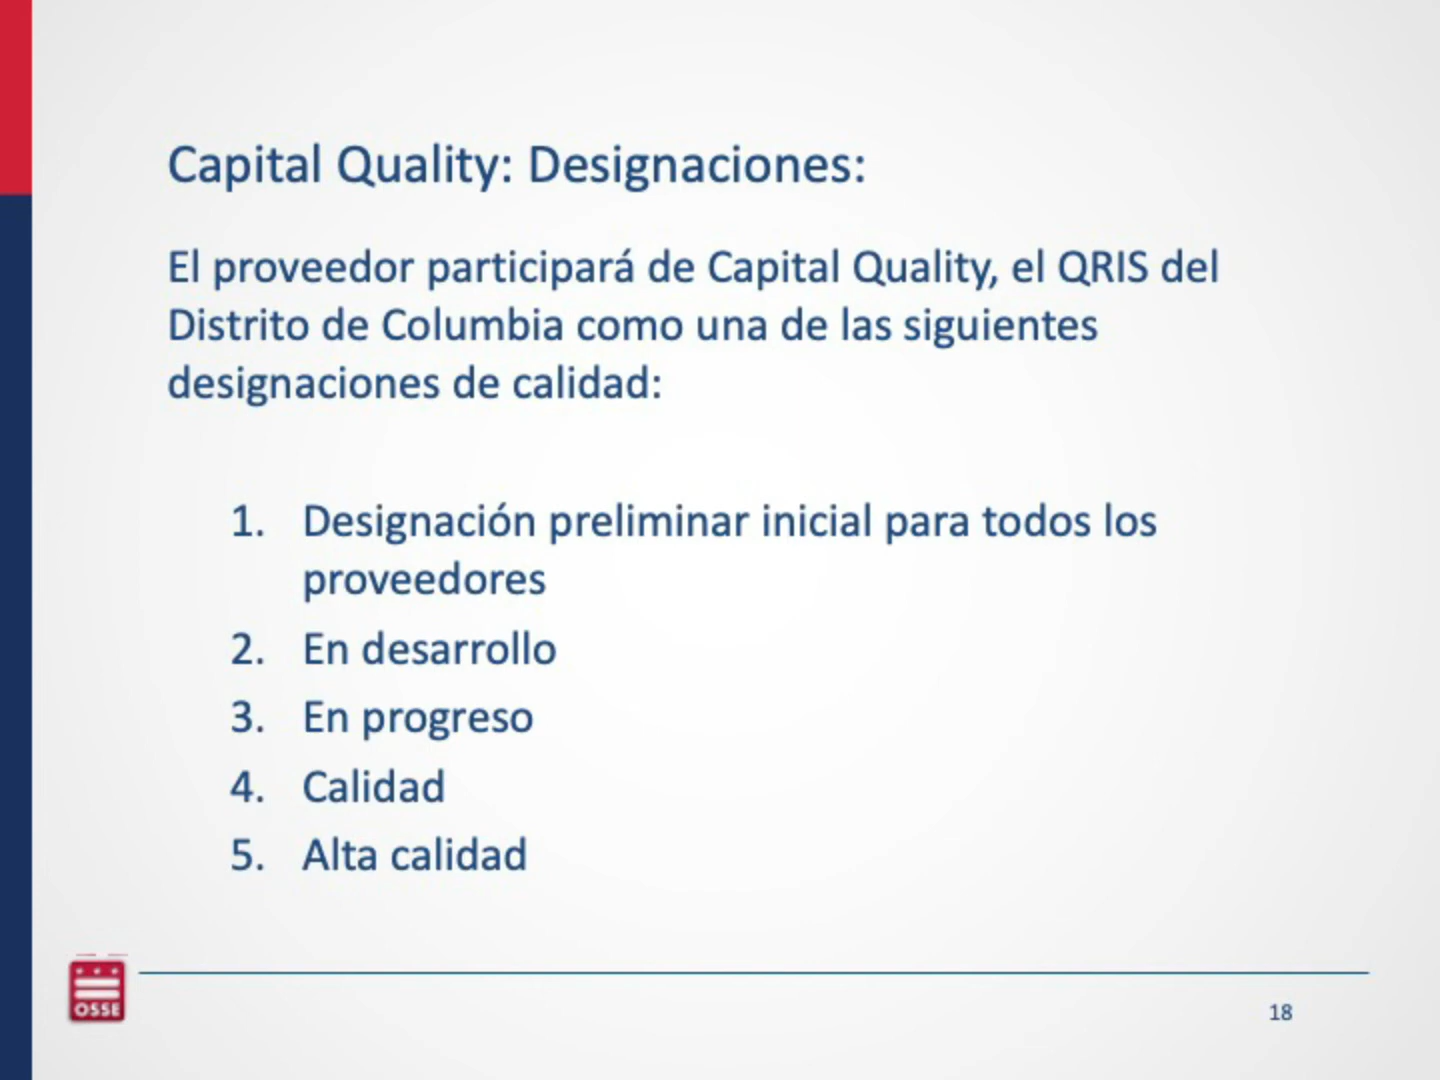 Capital Quality: Designaciones:
El proveedor participará de Capital Quality, el QRIS del
Distrito de Columbia como una de las siguientes
designaciones de calidad:
1. Designación preliminar inicial para todos los
proveedores
2. En desarrollo
3. En progreso
4. Calidad
5. Alta calidad
OSSE
18